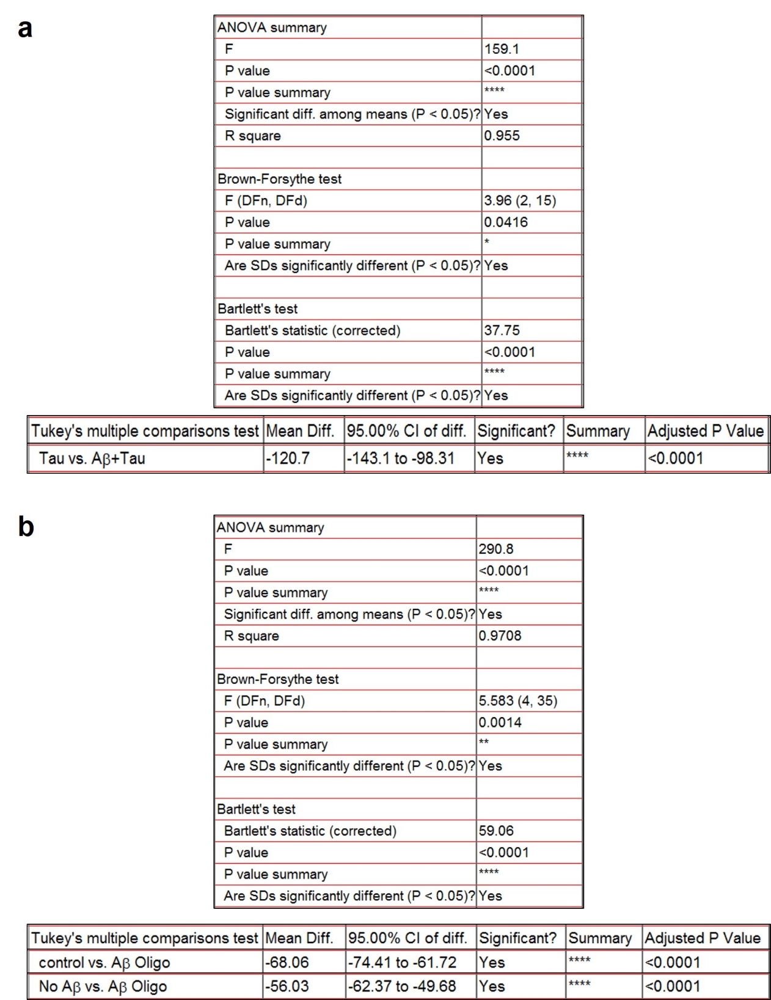 a
ANOVA summary
F 159.1
P value <0.0001
P value summary ****
Significant diff. among means (P < 0.05)? Yes
R square 0.955
Brown-Forsythe test
F (DFn, DFd) 3.96 (2, 15)
P value 0.0416
P value summary *
Are SDs significantly different (P < 0.05)? Yes
Bartlett's test
Bartlett's statistic (corrected) 37.75
P value <0.0001
P value summary ****
Are SDs significantly different (P < 0.05)? Yes
Tukey's multiple comparisons test Mean Diff. 95.00% CI of diff. Significant? Summary Adjusted P Value
Tau vs. Aβ+Tau -120.7 -143.1 to -98.31 Yes **** <0.0001
b
ANOVA summary
F 290.8
P value <0.0001
P value summary ****
Significant diff. among means (P < 0.05)? Yes
R square 0.9708
Brown-Forsythe test
F (DFn, DFd) 5.583 (4, 35)
P value 0.0014
P value summary **
Are SDs significantly different (P < 0.05)? Yes
Bartlett's test
Bartlett's statistic (corrected) 59.06
P value <0.0001
P value summary ****
Are SDs significantly different (P < 0.05)? Yes
Tukey's multiple comparisons test Mean Diff. 95.00% CI of diff. Significant? Summary Adjusted P Value
control vs. Aβ Oligo -68.06 -74.41 to -61.72 Yes **** <0.0001
No Aβ vs. Aβ Oligo -56.03 -62.37 to -49.68 Yes **** <0.0001